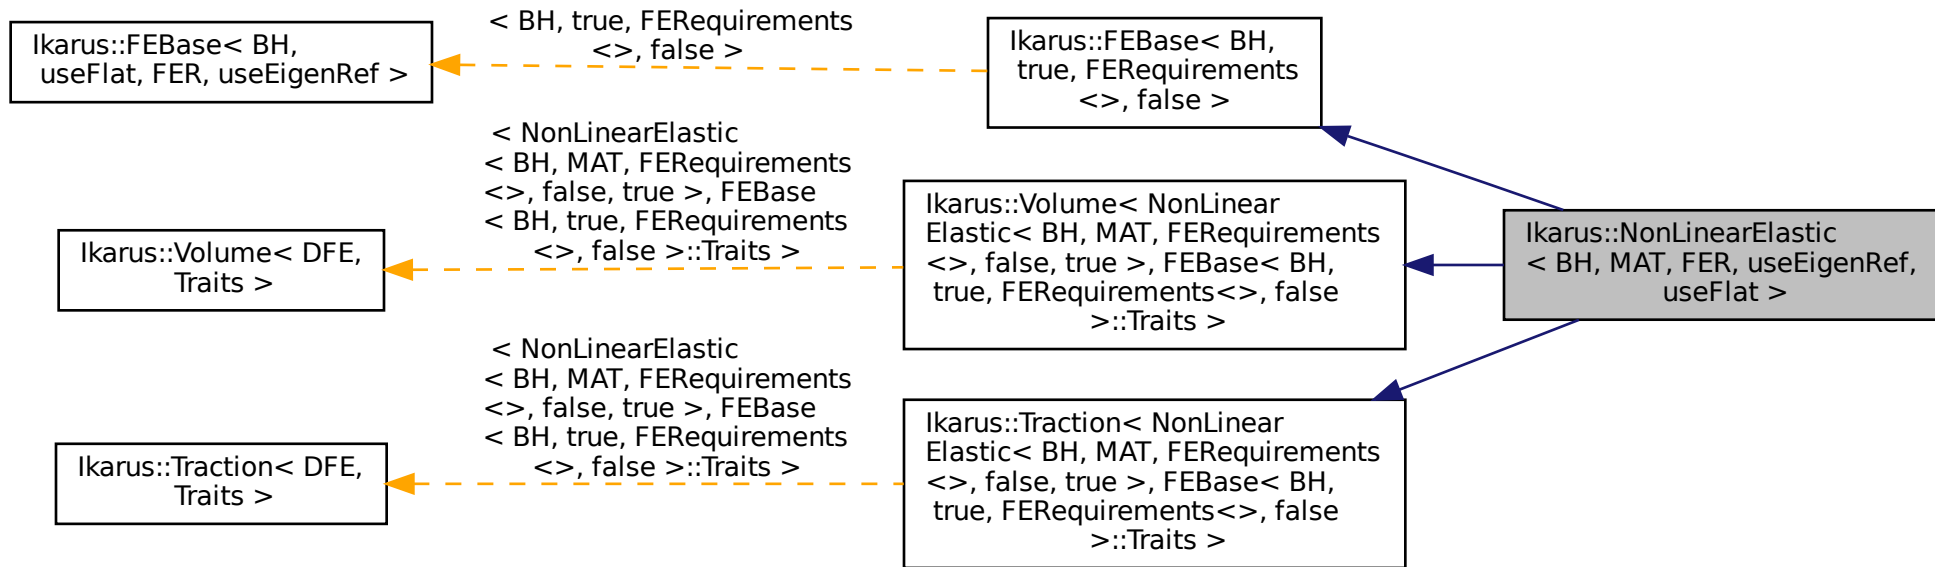 Ikarus::FEBase< BH,
useFlat, FER, useEigenRef >
< BH, true, FERequirements
<>, false >
Ikarus::FEBase< BH,
true, FERequirements
<>, false >
Ikarus::Volume< DFE,
Traits >
< NonLinearElastic
< BH, MAT, FERequirements
<>, false, true >, FEBase
< BH, true, FERequirements
<>, false >::Traits >
Ikarus::Volume< NonLinear
Elastic< BH, MAT, FERequirements
<>, false, true >, FEBase< BH,
true, FERequirements<>, false
>::Traits >
Ikarus::NonLinearElastic
< BH, MAT, FER, useEigenRef,
useFlat >
Ikarus::Traction< DFE,
Traits >
< NonLinearElastic
< BH, MAT, FERequirements
<>, false, true >, FEBase
< BH, true, FERequirements
<>, false >::Traits >
Ikarus::Traction< NonLinear
Elastic< BH, MAT, FERequirements
<>, false, true >, FEBase< BH,
true, FERequirements<>, false
>::Traits >